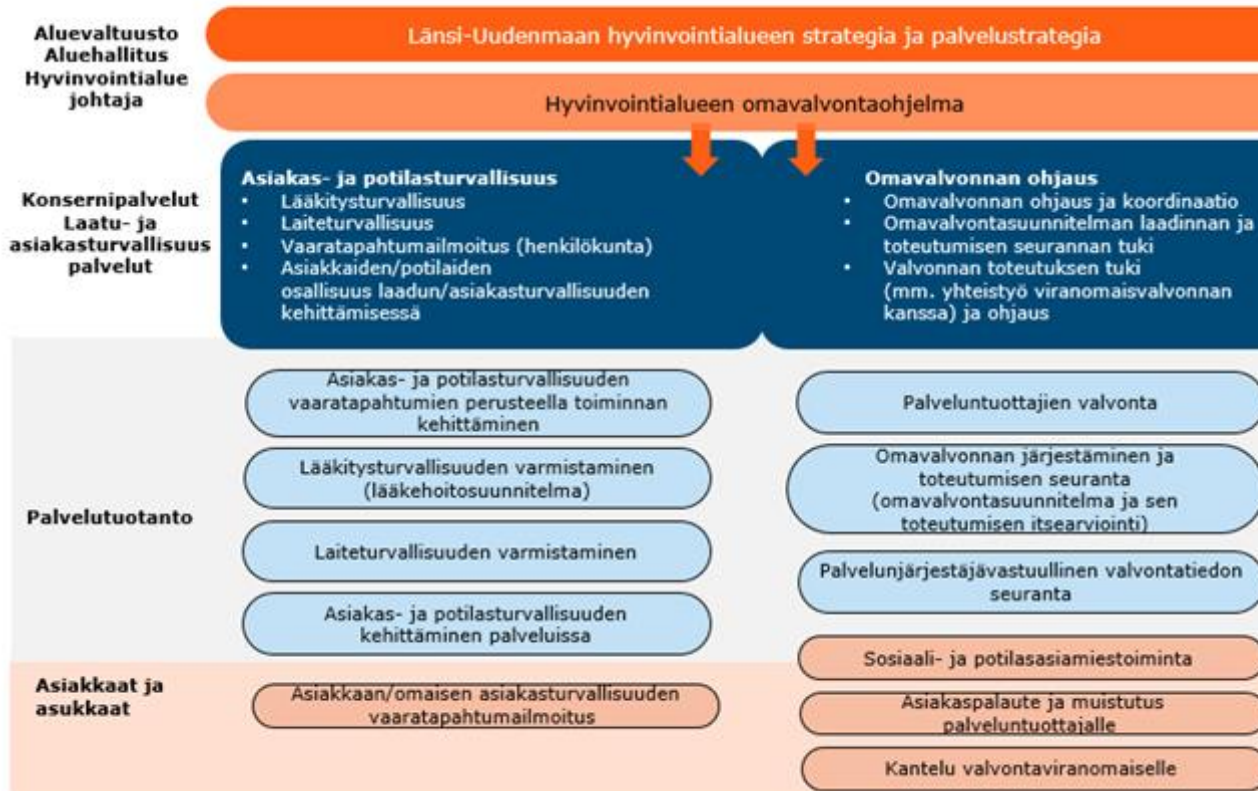 Aluevaltuusto
Aluehallitus
Hyvinvointialue
johtaja
Länsi-Uudenmaan hyvinvointialueen strategia ja palvelustrategia
Hyvinvointialueen omavalvontaohjelma
Konsernipalvelut
Laatu- ja
asiakasturvallisuus
palvelut
Asiakas- ja potilasturvallisuus
• Lääkitysturvallisuus
• Laiteturvallisuus
• Vaaratapahtumailmoitus (henkilökunta)
• Asiakkaiden/potilaiden
osallisuus laadun/asiakasturvallisuuden
kehittämisessä
Omavalvonnan ohjaus
• Omavalvonnan ohjaus ja koordinaatio
• Omavalvontasuunnitelman laadinnan ja
toteutumisen seurannan tuki
• Valvonnan toteutuksen tuki
(mm. yhteistyö viranomaisvalvonnan
kanssa) ja ohjaus
Palvelutuotanto
Asiakas- ja potilasturvallisuuden
vaaratapahtumien perusteella toiminnan
kehittäminen
Lääkitysturvallisuuden varmistaminen
(lääkehoitosuunnitelma)
Laiteturvallisuuden varmistaminen
Asiakas- ja potilasturvallisuuden
kehittäminen palveluissa
Palveluntuottajien valvonta
Omavalvonnan järjestäminen ja
toteutumisen seuranta
(omavalvontasuunnitelma ja sen
toteutumisen itsearviointi)
Palvelunjärjestäjävastuullinen valvontatiedon
seuranta
Asiakkaat ja
asukkaat
Asiakkaan/omaisen asiakasturvallisuuden
vaaratapahtumailmoitus
Sosiaali- ja potilasasiamiestoiminta
Asiakaspalaute ja muistutus
palveluntuottajalle
Kantelu valvontaviranomaiselle